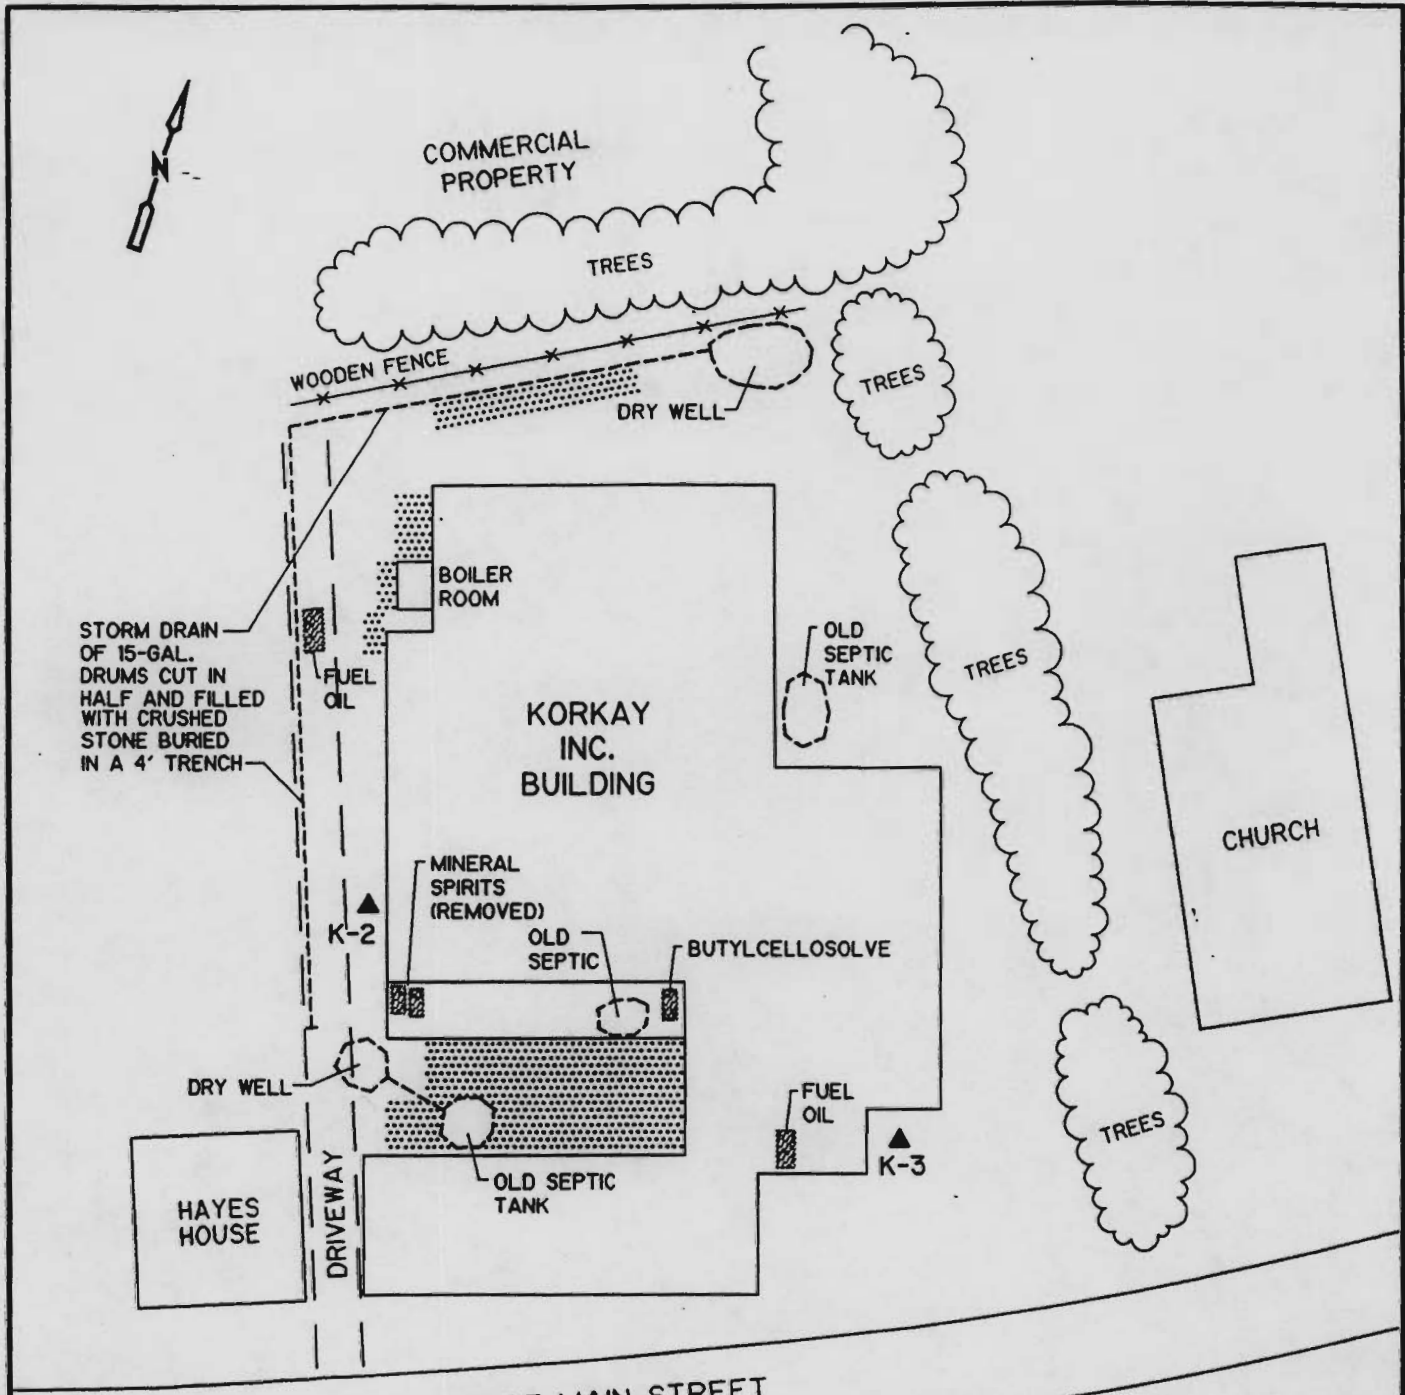 N
COMMERCIAL
PROPERTY
TREES
WOODEN FENCE
TREES
DRY WELL
BOILER
ROOM
STORM DRAIN
OF 15-GAL.
DRUMS CUT IN
HALF AND FILLED
WITH CRUSHED
STONE BURIED
IN A 4' TRENCH
FUEL
OIL
OLD
SEPTIC
TANK
TREES
KORKAY
INC.
BUILDING
CHURCH
MINERAL
SPIRITS
(REMOVED)
K-2
OLD
SEPTIC
BUTYLCELLOSOLVE
DRY WELL
FUEL
OIL
TREES
K-3
OLD SEPTIC
TANK
HAYES
HOUSE
DRIVEWAY
MAIN STREET